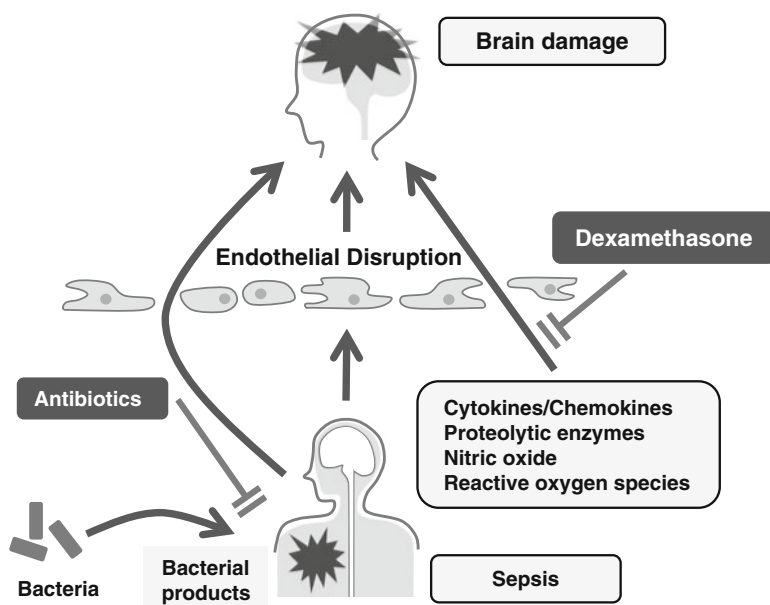 Brain damage
Dexamethasone
Endothelial Disruption
Antibiotics
Cytokines/Chemokines
Proteolytic enzymes
Nitric oxide
Reactive oxygen species
Bacteria
Bacterial
products
Sepsis